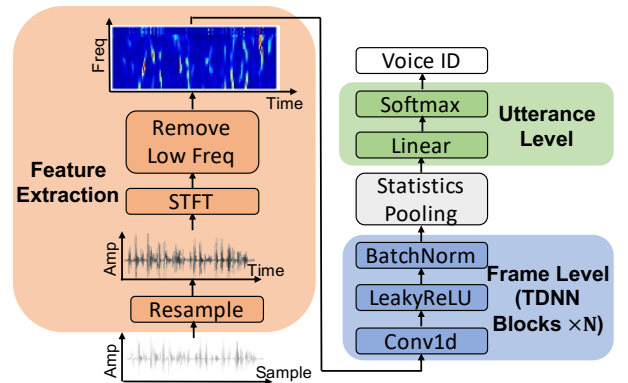 Freq
Time
Remove
Low Freq
Feature
Extraction
STFT
Amp
Time
Resample
Amp
Sample
Voice ID
Softmax
Linear
Utterance
Level
Statistics
Pooling
BatchNorm
LeakyReLU
Conv1d
Frame Level
(TDNN
Blocks ×N)